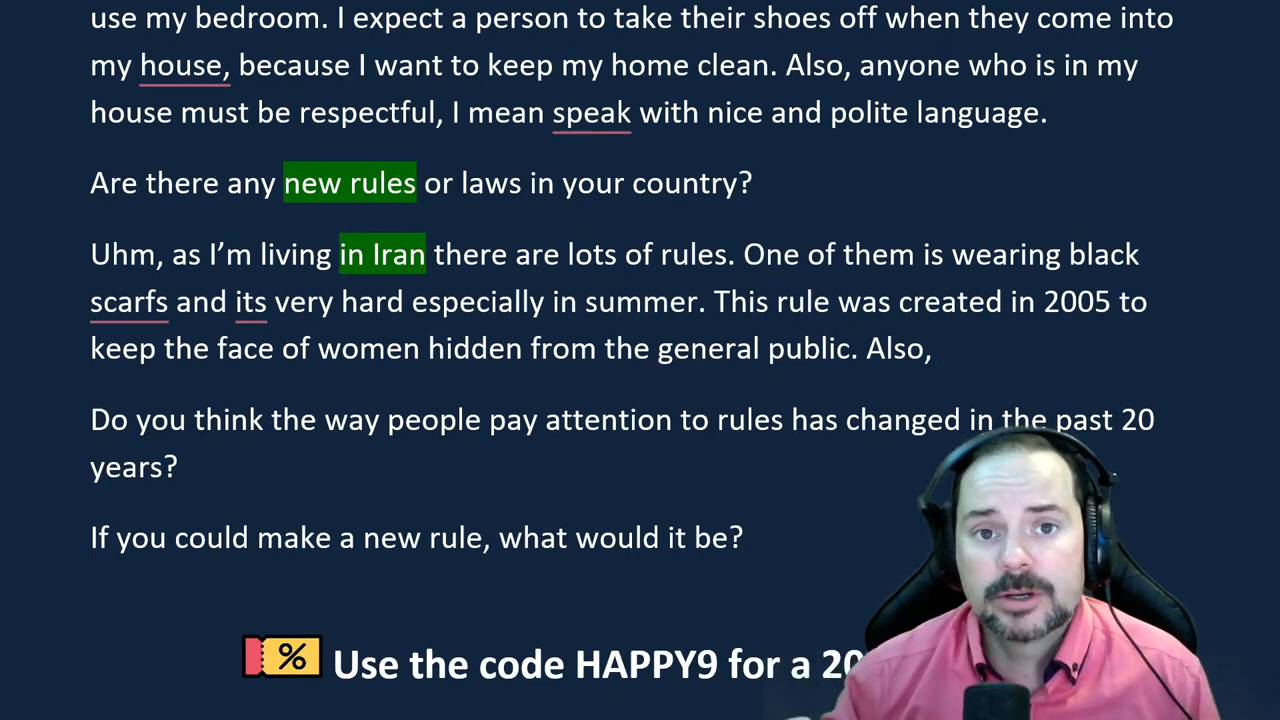 use my bedroom. I expect a person to take their shoes off when they come into
my house, because I want to keep my home clean. Also, anyone who is in my
house must be respectful, I mean speak with nice and polite language.
Are there any new rules or laws in your country?
Uhm, as I’m living in Iran there are lots of rules. One of them is wearing black
scarfs and its very hard especially in summer. This rule was created in 2005 to
keep the face of women hidden from the general public. Also,
Do you think the way people pay attention to rules has changed in the past 20
years?
If you could make a new rule, what would it be?
% Use the code HAPPY9 for a 20